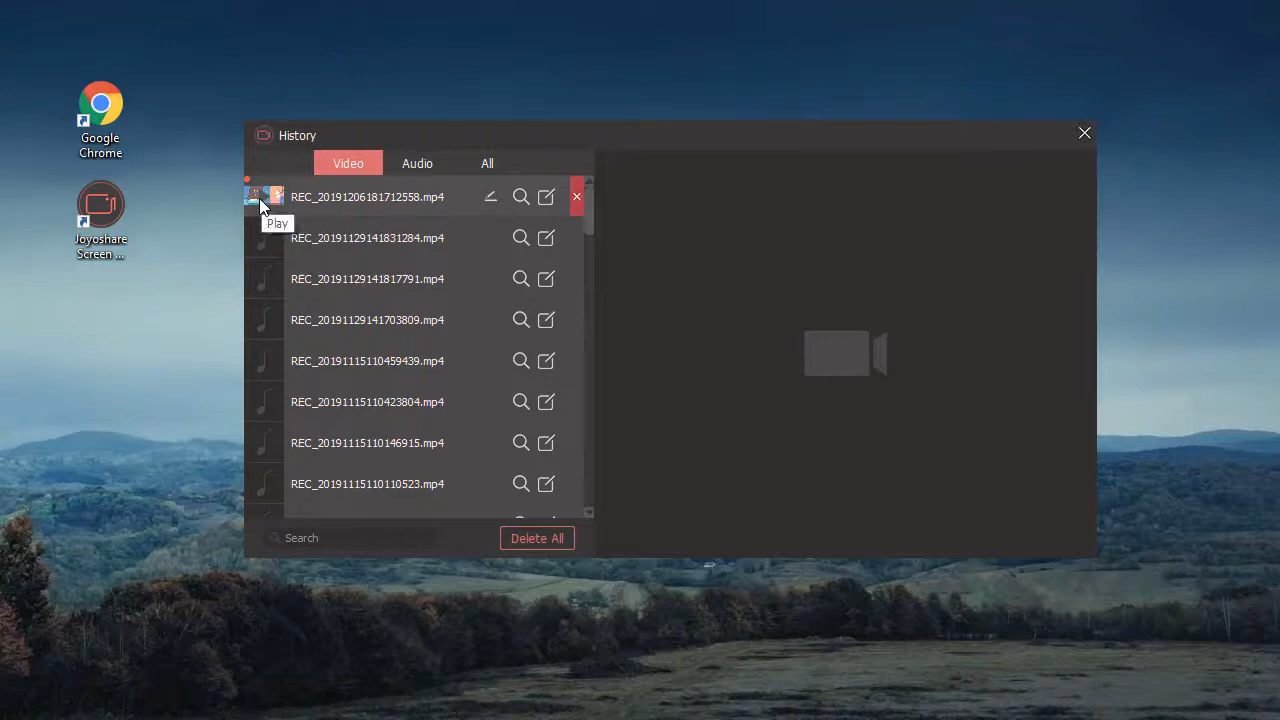 Google
Chrome
Joyoshare
Screen ...
History
Video
Audio
All
REC_20191206181712558.mp4
Play
REC_20191129141831284.mp4
REC_20191129141817791.mp4
REC_20191129141703809.mp4
REC_20191115110459439.mp4
REC_20191115110423804.mp4
REC_20191115110146915.mp4
REC_20191115110110523.mp4
Search
Delete All